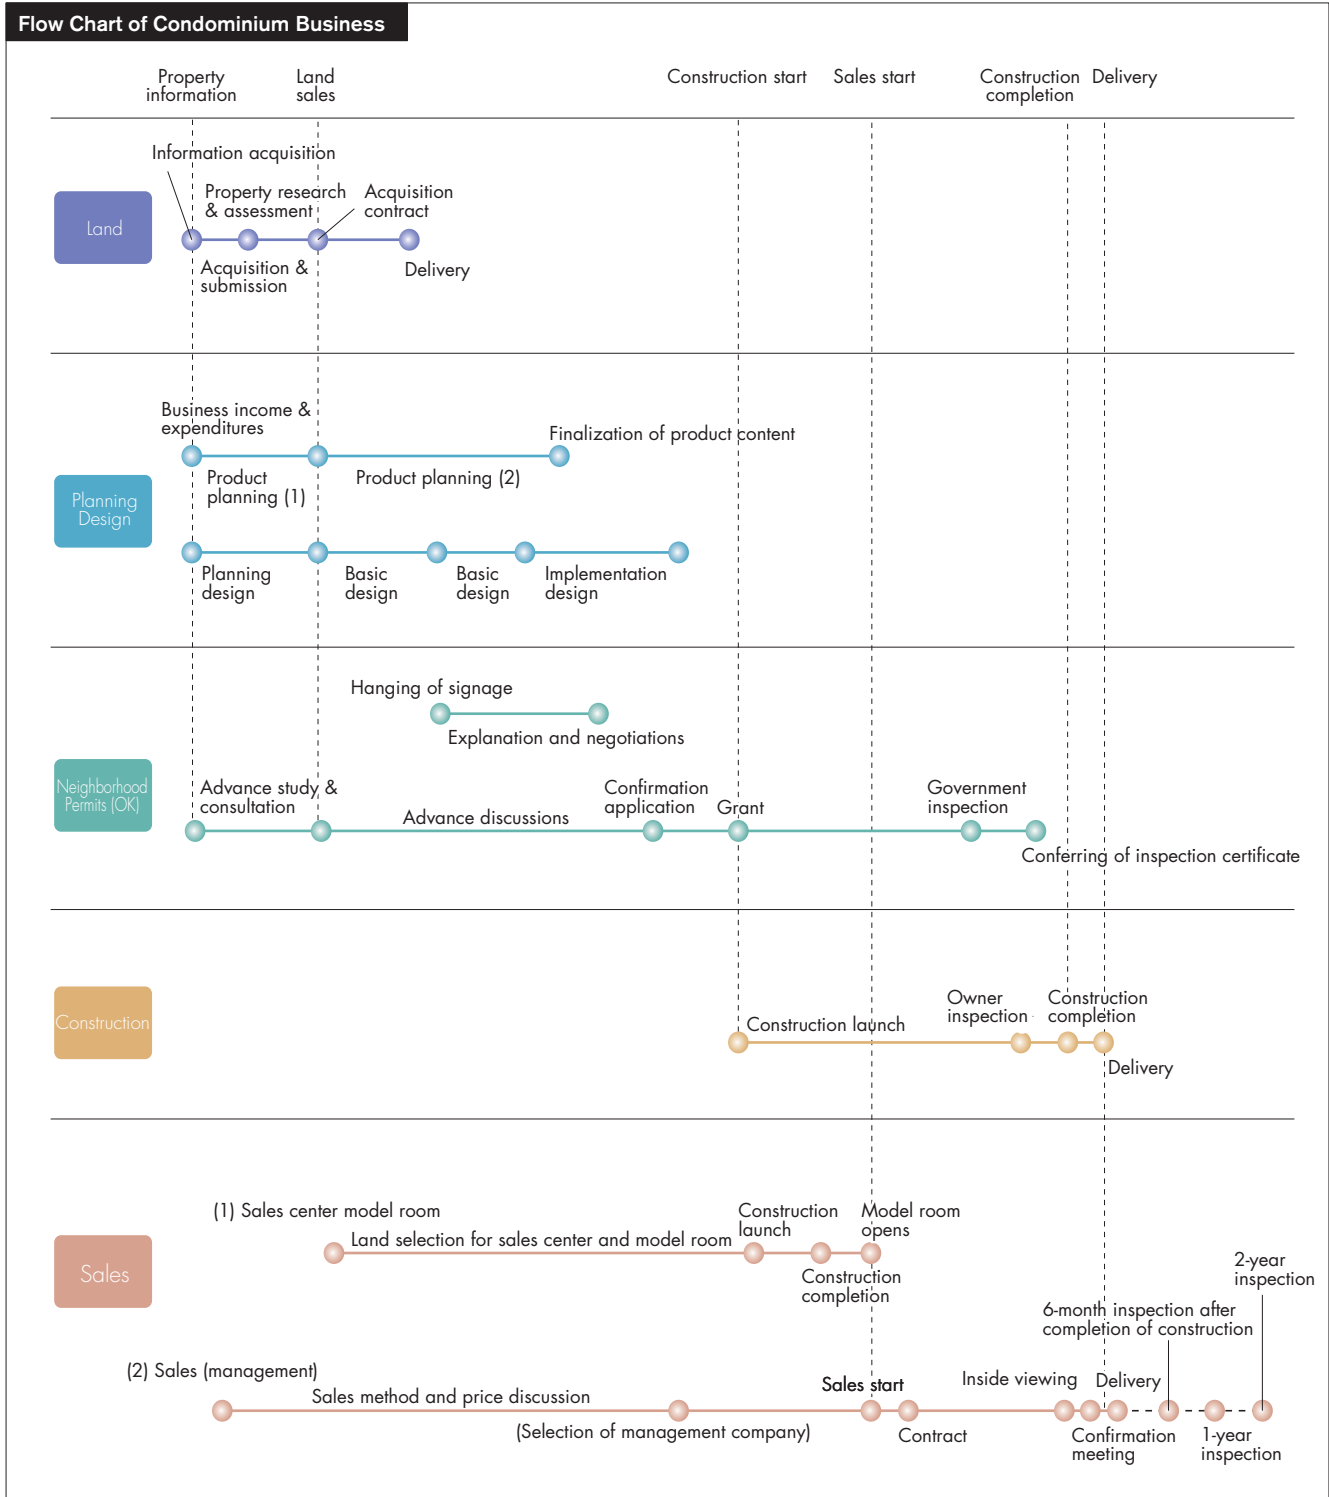 Flow Chart of Condominium Business
Property
information
Land
sales
Construction start
Sales start
Construction
completion
Delivery
Land
Information acquisition
Property research
& assessment
Acquisition
contract
Acquisition &
submission
Delivery
Planning
Design
Business income &
expenditures
Finalization of product content
Product
planning (1)
Product planning (2)
Planning
design
Basic
design
Basic
design
Implementation
design
Neighborhood
Permits (OK)
Hanging of signage
Explanation and negotiations
Advance study &
consultation
Advance discussions
Confirmation
application
Grant
Government
inspection
Conferring of inspection certificate
Construction
Construction launch
Owner
inspection
Construction
completion
Delivery
Sales
(1) Sales center model room
Land selection for sales center and model room
Construction
launch
Model room
opens
Construction
completion
2-year
inspection
6-month inspection after
completion of construction
(2) Sales (management)
Sales method and price discussion
(Selection of management company)
Sales start
Contract
Inside viewing
Delivery
Confirmation
meeting
1-year
inspection